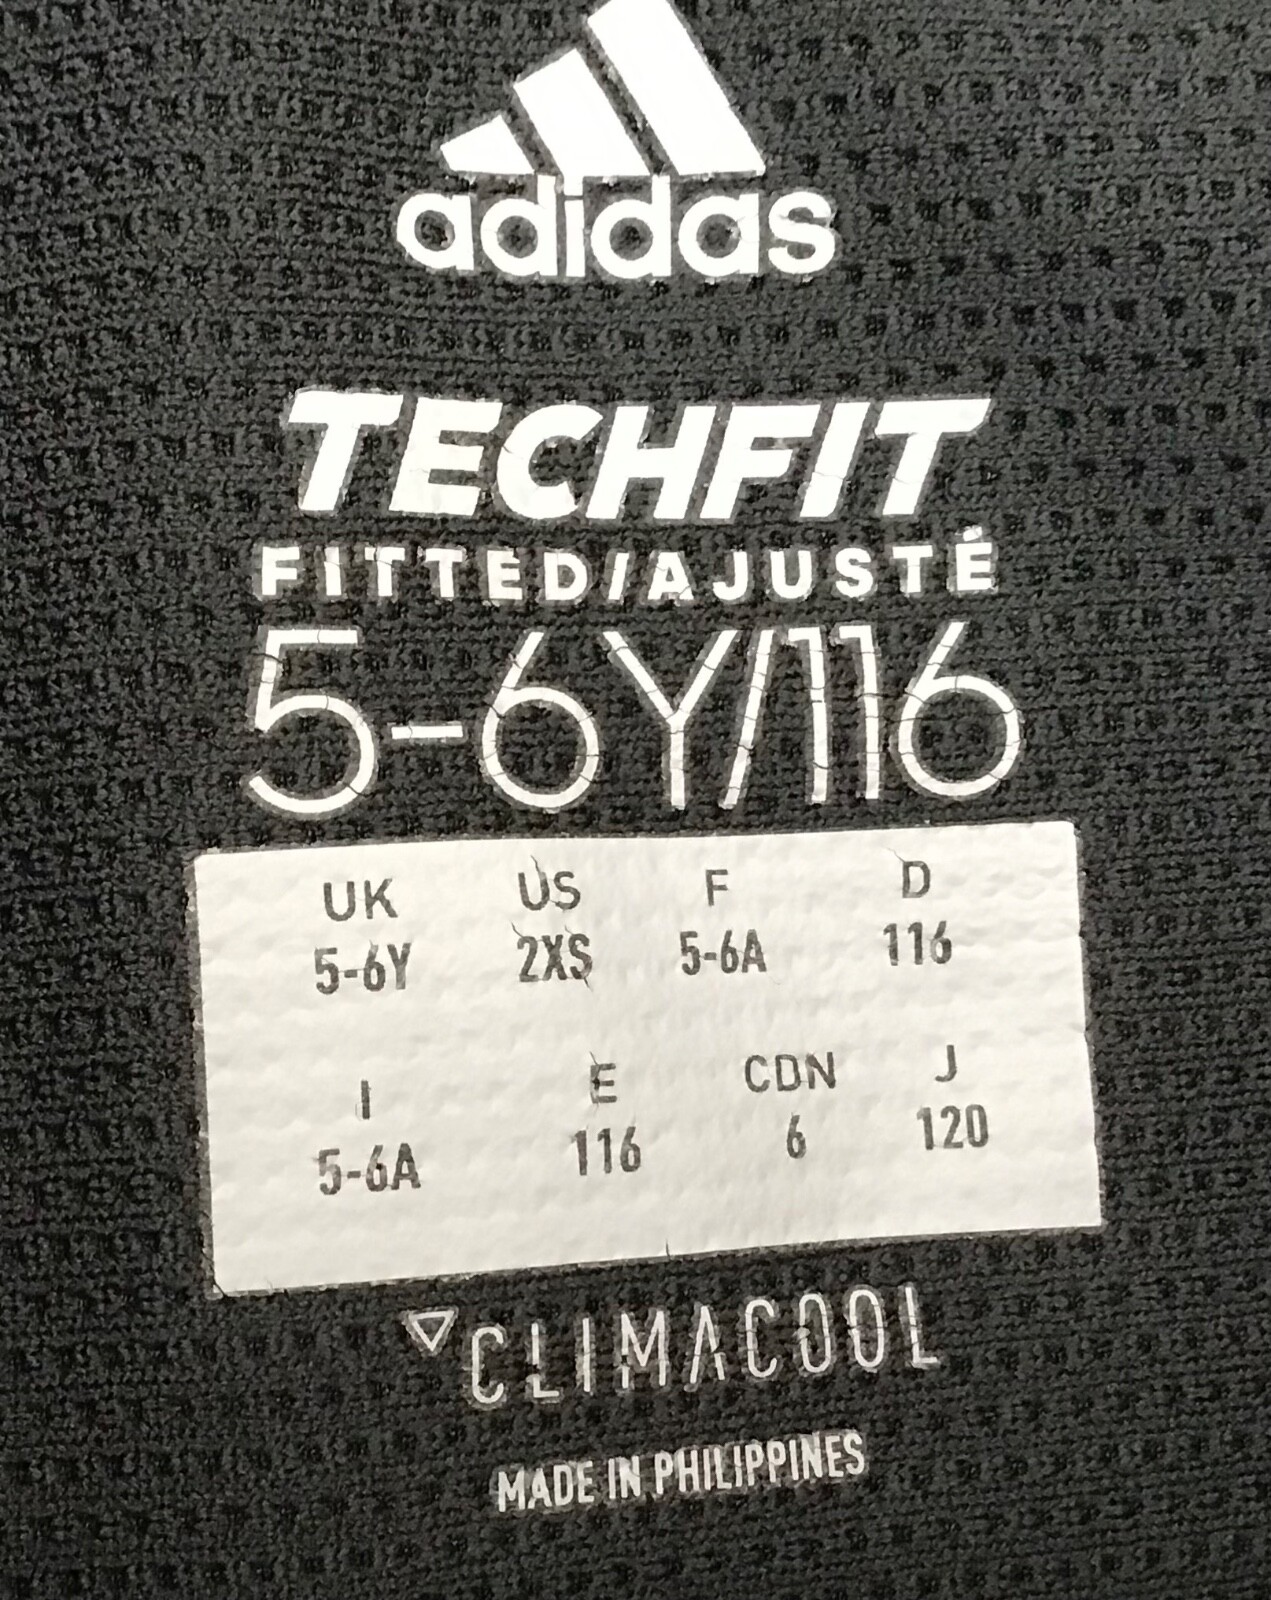 adidas
TECHFIT
FITTED/AJUSTÉ
5-6Y/116
UK US F D
5-6Y 2XS 5-6A 116
I E CDN J
5-6A 116 6 120
CLIMACOOL
MADE IN PHILIPPINES